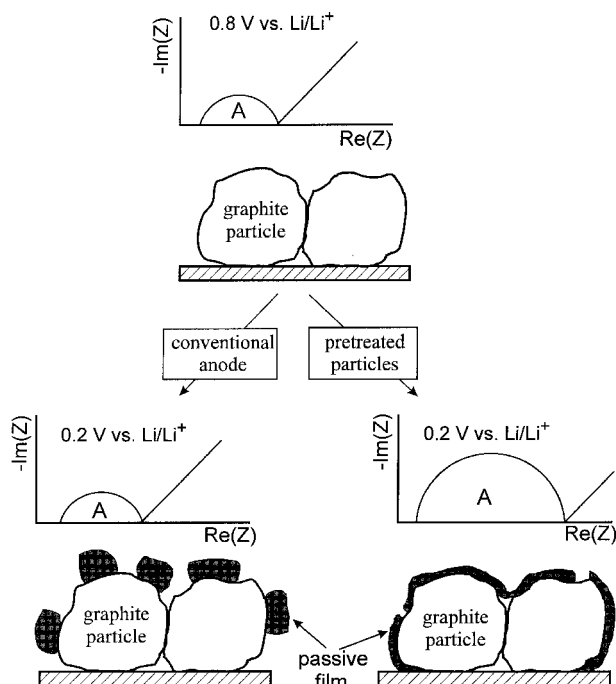 0.8 V vs. Li/Li⁺
-Im(Z)
A
Re(Z)
graphite
particle
conventional
anode
pretreated
particles
0.2 V vs. Li/Li⁺
-Im(Z)
A
Re(Z)
0.2 V vs. Li/Li⁺
-Im(Z)
A
Re(Z)
graphite
particle
graphite
particle
passive
film